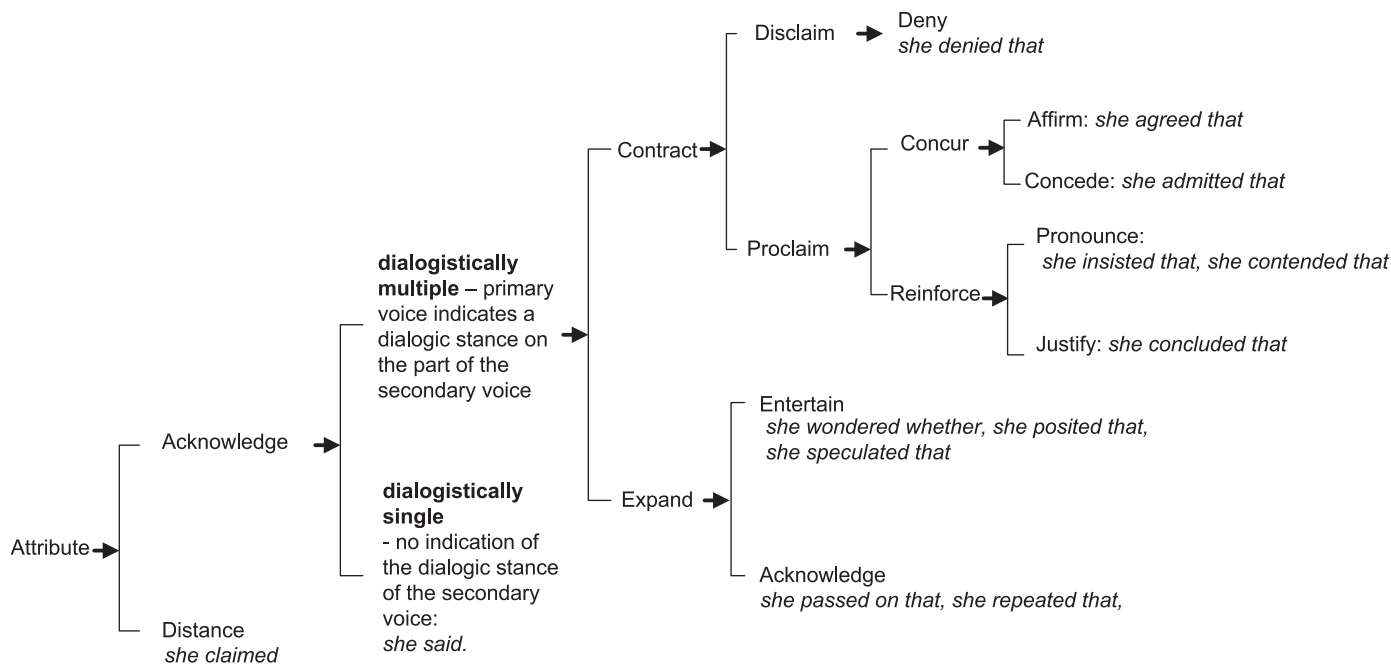 Attribute
Acknowledge
Distance
she claimed
dialogistically
multiple – primary
voice indicates a
dialogic stance on
the part of the
secondary voice
dialogistically
single
- no indication of
the dialogic stance
of the secondary
voice:
she said.
Contract
Expand
Disclaim
Deny
she denied that
Proclaim
Concur
Affirm: she agreed that
Concede: she admitted that
Reinforce
Pronounce:
she insisted that, she contended that
Justify: she concluded that
Entertain
she wondered whether, she posited that,
she speculated that
Acknowledge
she passed on that, she repeated that,